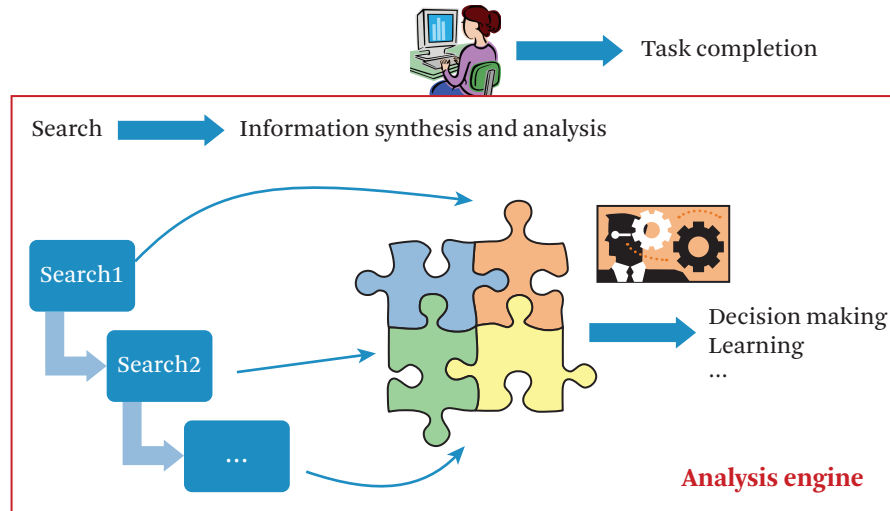 Task completion
Search
Information synthesis and analysis
Search1
Search2
...
Decision making
Learning
...
Analysis engine